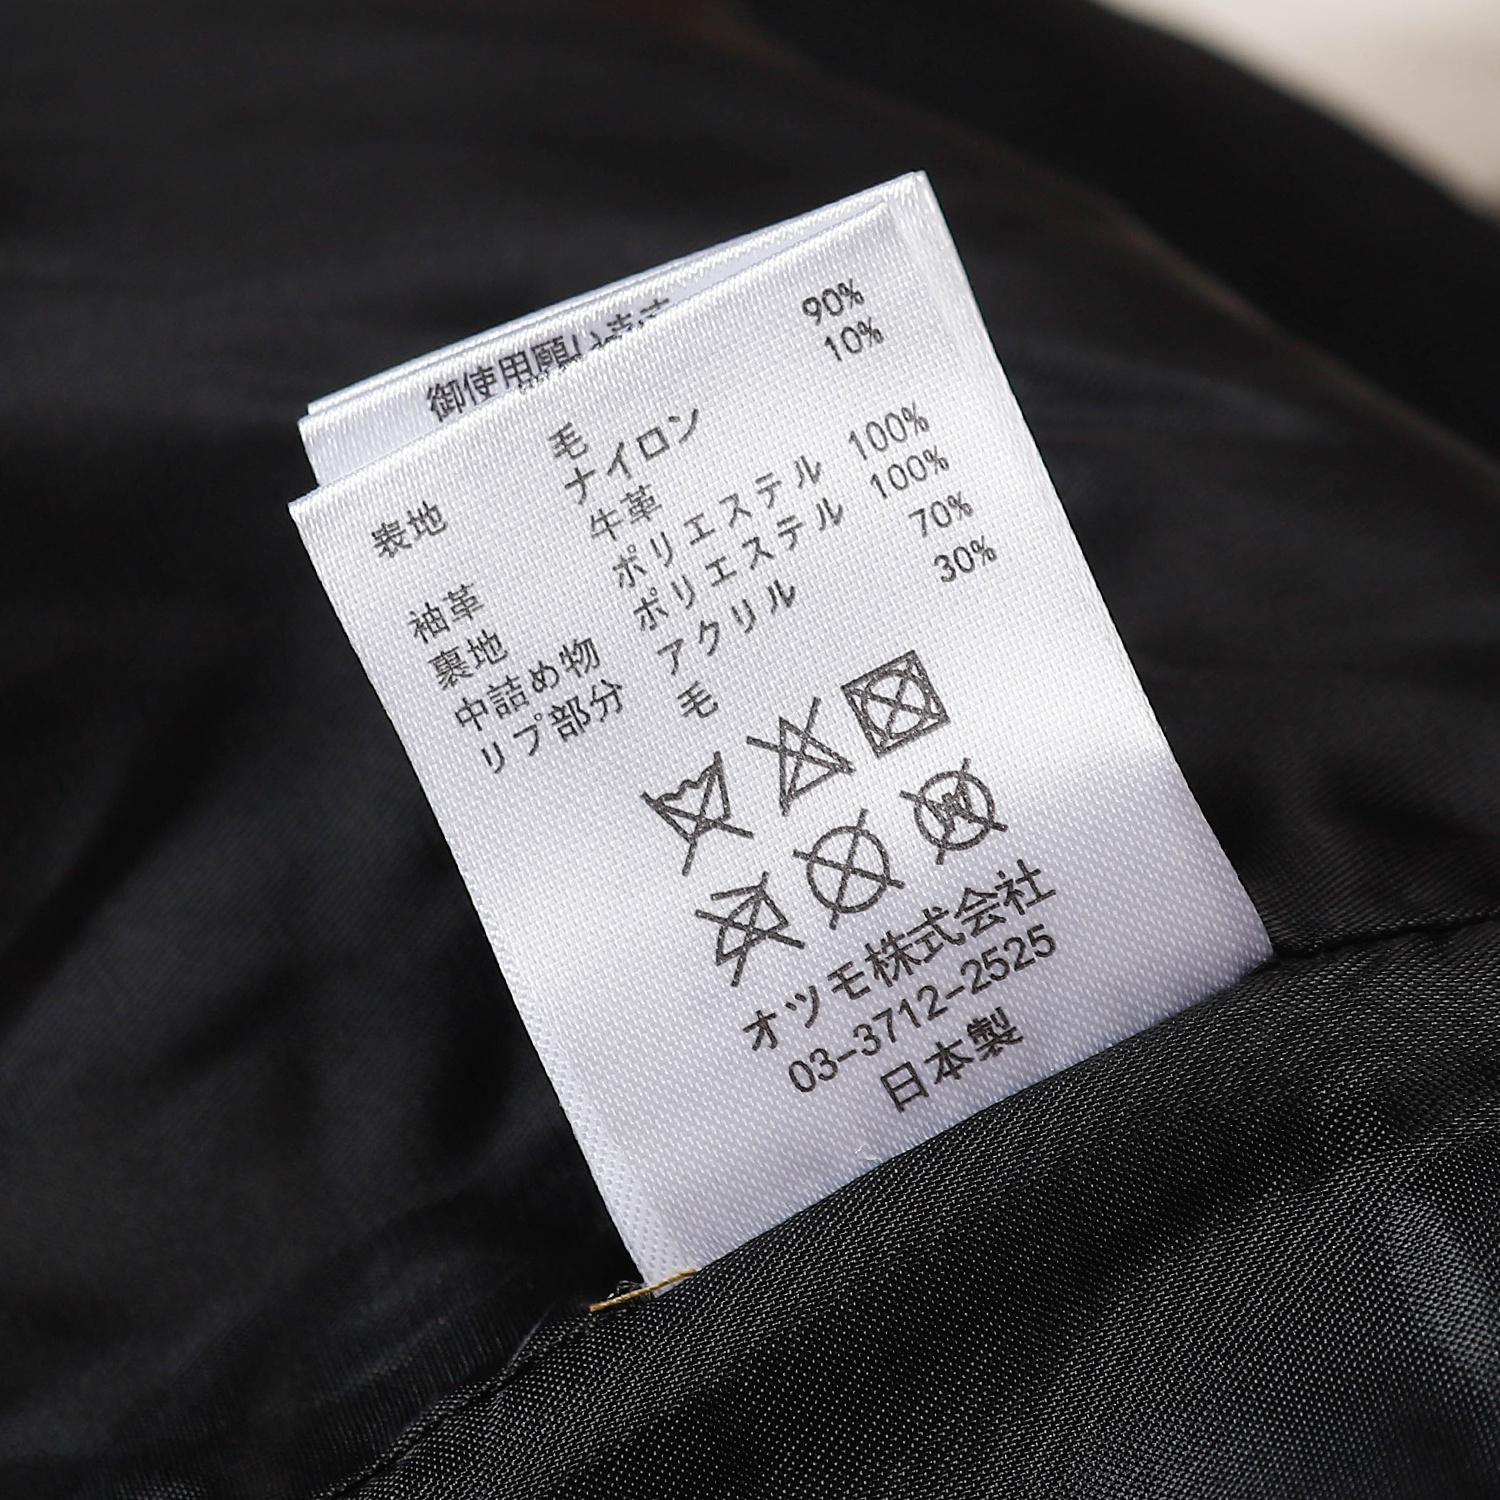 御使用願います
表地 毛 90%
ナイロン 10%
袖革 牛革
裏地 ポリエステル 100%
中詰め物 ポリエステル 100%
リブ部分 アクリル 70%
毛 30%
オツモ株式会社
03-3712-2525
日本製